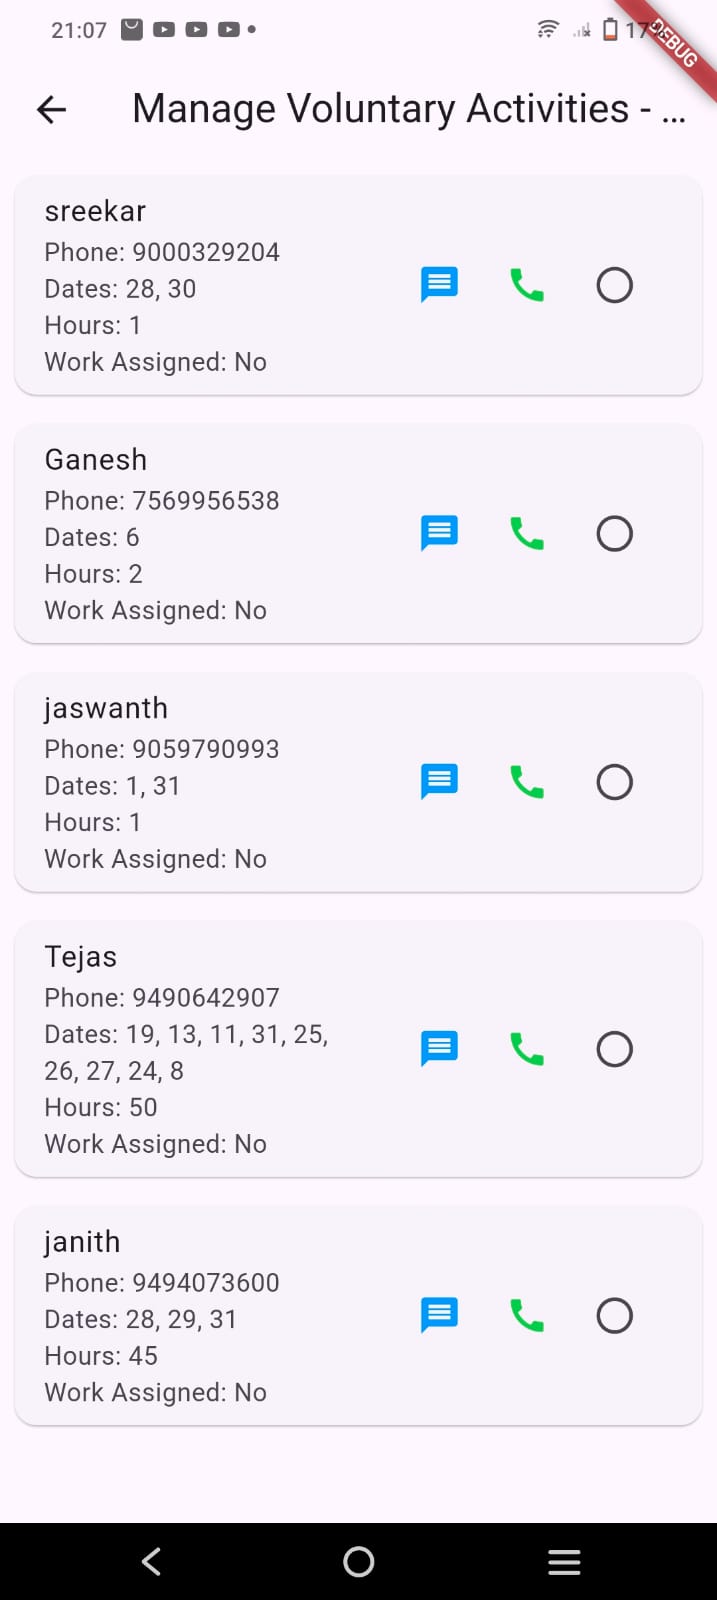 21:07
17%
DEBUG
Manage Voluntary Activities - ...
sreekar
Phone: 9000329204
Dates: 28, 30
Hours: 1
Work Assigned: No
Ganesh
Phone: 7569956538
Dates: 6
Hours: 2
Work Assigned: No
jaswanth
Phone: 9059790993
Dates: 1, 31
Hours: 1
Work Assigned: No
Tejas
Phone: 9490642907
Dates: 19, 13, 11, 31, 25,
26, 27, 24, 8
Hours: 50
Work Assigned: No
janith
Phone: 9494073600
Dates: 28, 29, 31
Hours: 45
Work Assigned: No